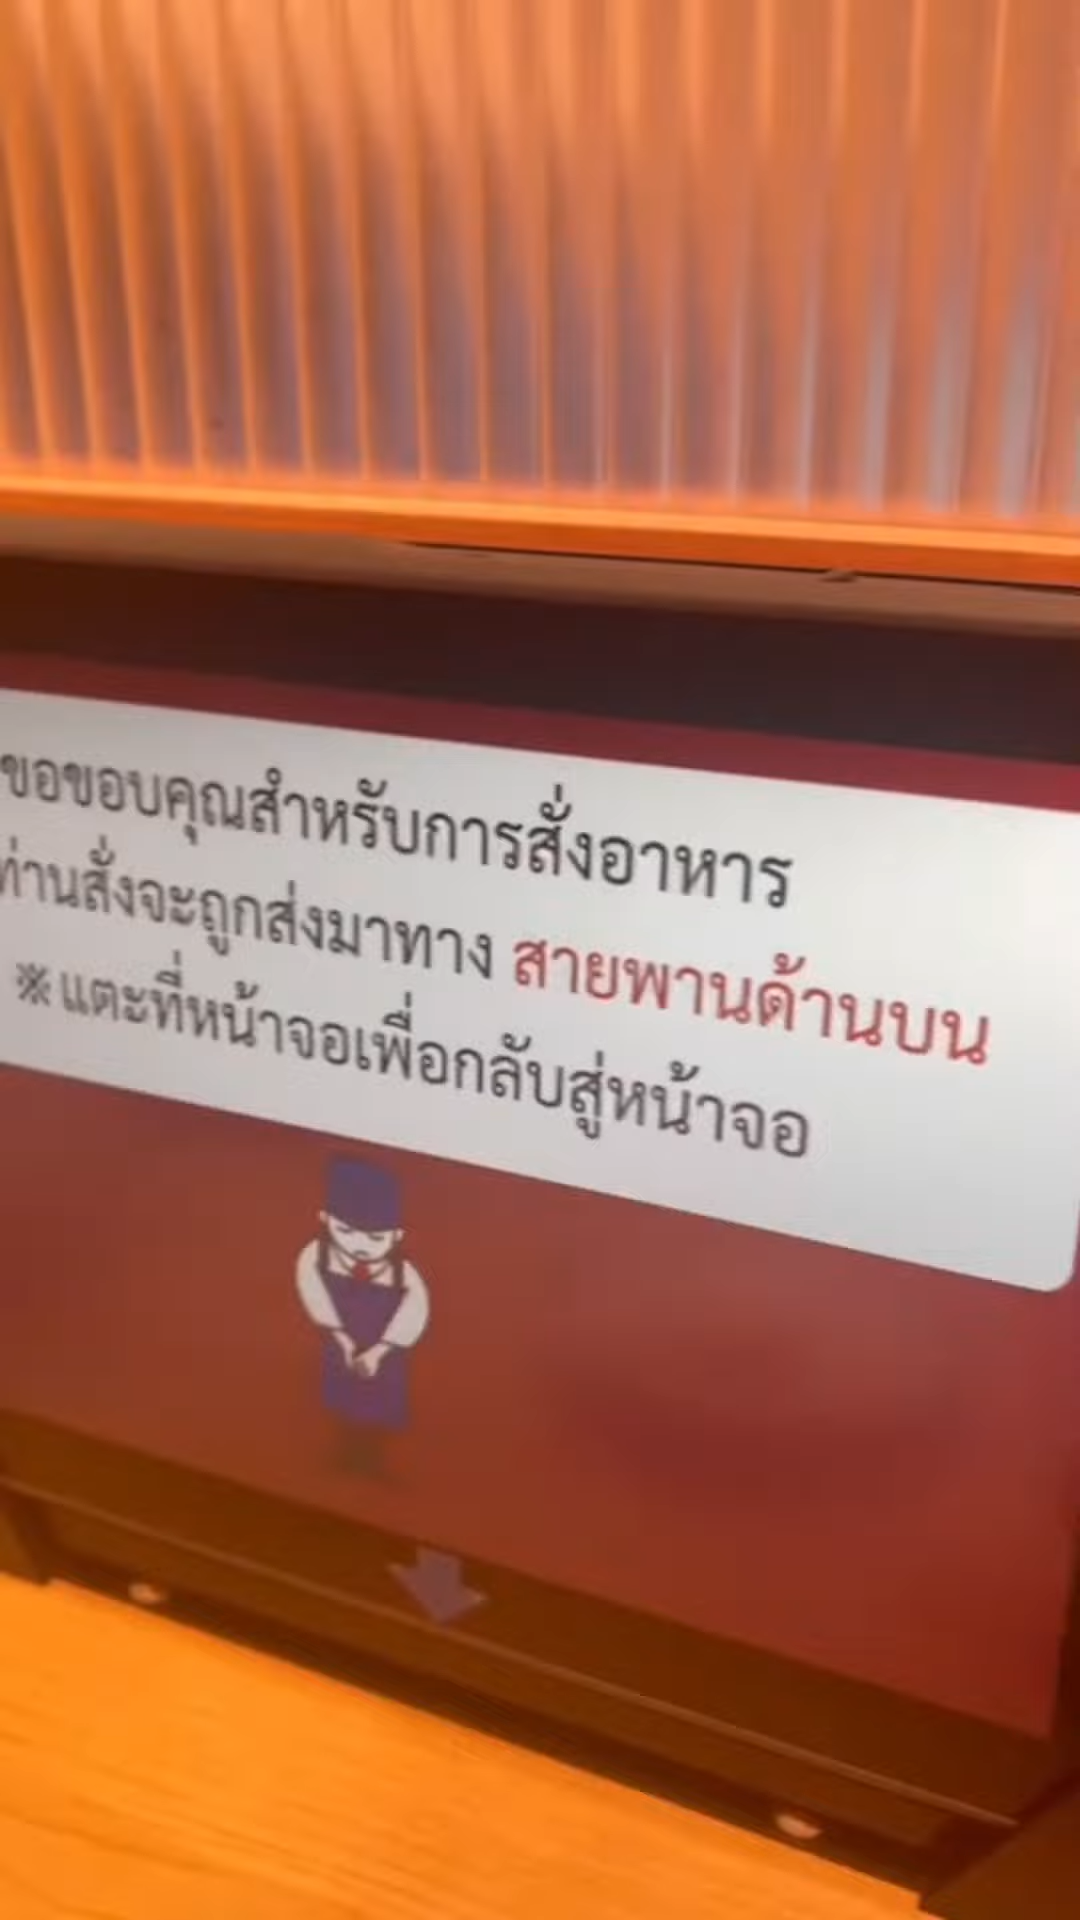 ขอขอบคุณสำหรับการสั่งอาหาร
ท่านสั่งจะถูกส่งมาทาง สายพานด้านบน
※แตะที่หน้าจอเพื่อกลับสู่หน้าจอ